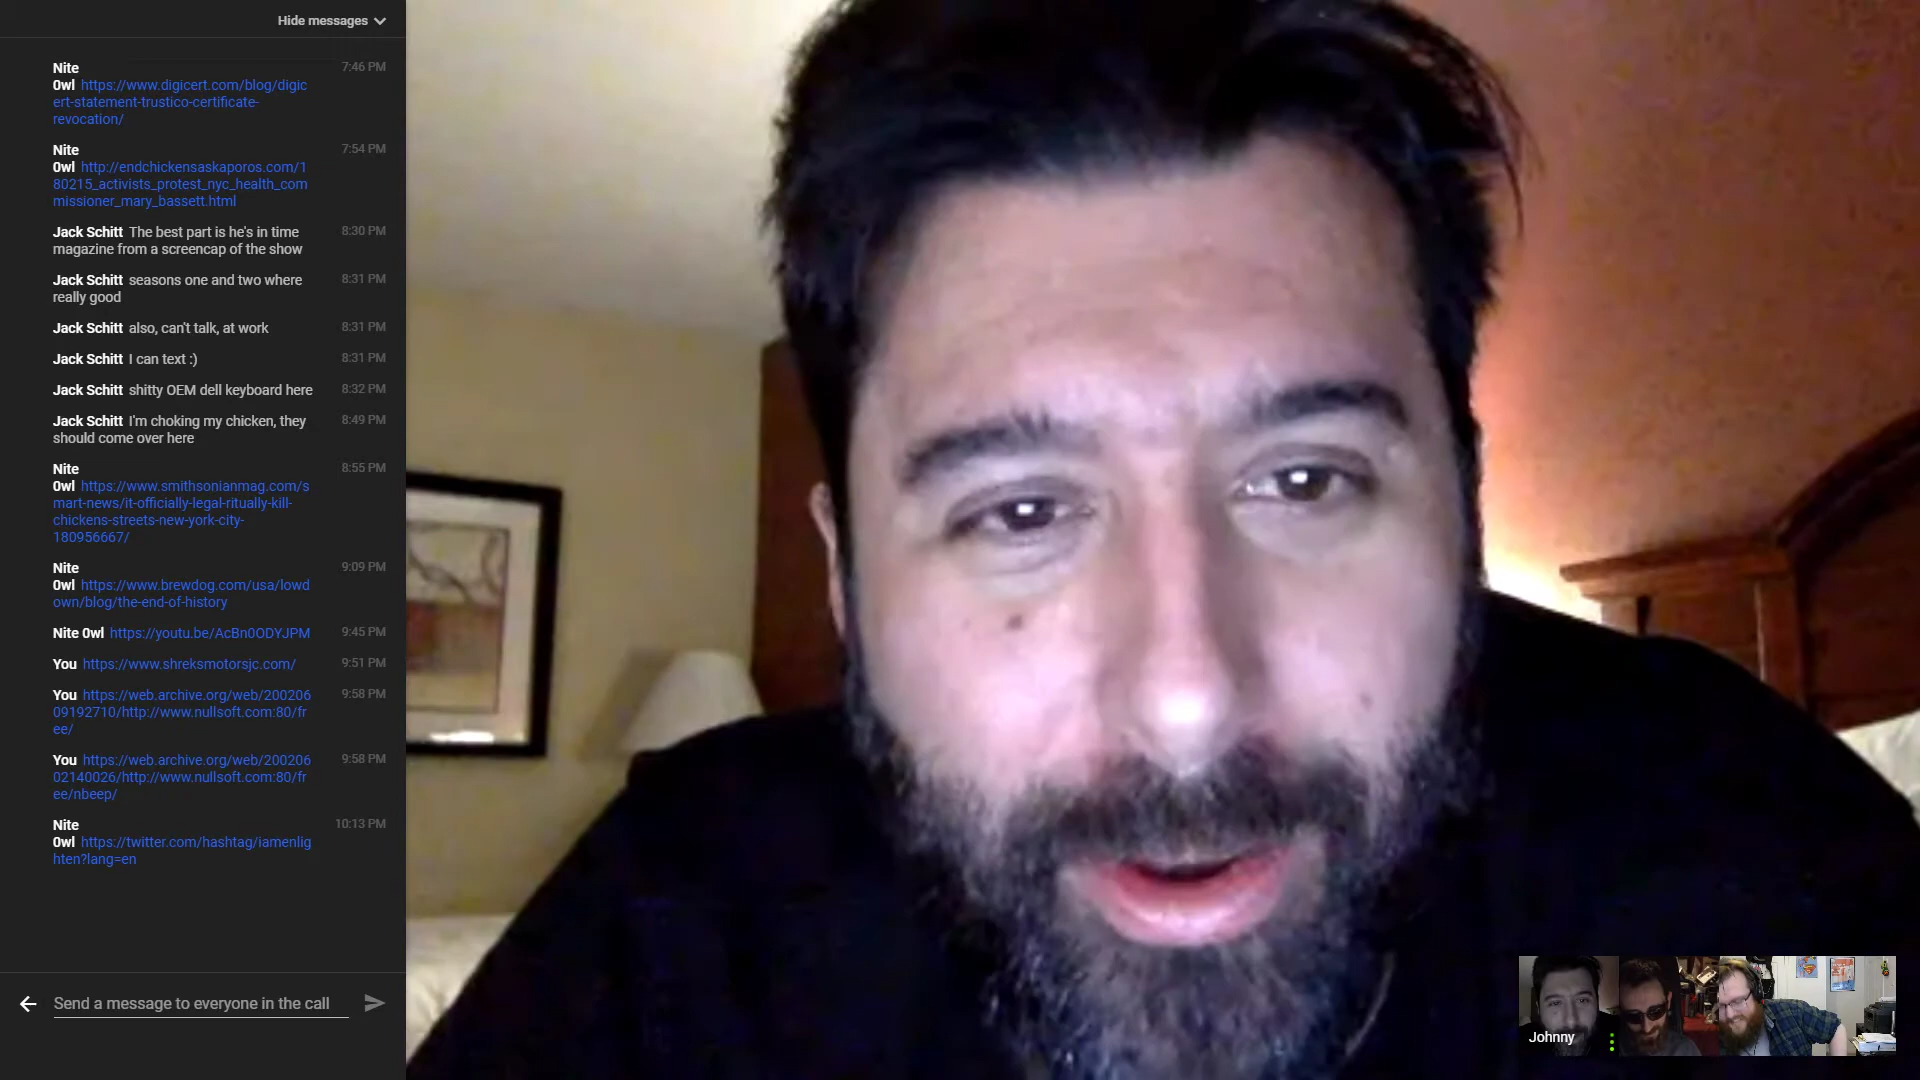 Hide messages
Nite 7:46 PM
0wl https://www.digicert.com/blog/digic
ert-statement-trustico-certificate-
revocation/
Nite 7:54 PM
0wl http://endchickensaskaporos.com/1
80215_activists_protest_nyc_health_com
missioner_mary_bassett.html
Jack Schitt The best part is he's in time 8:30 PM
magazine from a screencap of the show
Jack Schitt seasons one and two where 8:31 PM
really good
Jack Schitt also, can't talk, at work 8:31 PM
Jack Schitt I can text :) 8:31 PM
Jack Schitt shitty OEM dell keyboard here 8:32 PM
Jack Schitt I'm choking my chicken, they 8:49 PM
should come over here
Nite 8:55 PM
0wl https://www.smithsonianmag.com/s
mart-news/it-officially-legal-ritually-kill-
chickens-streets-new-york-city-
180956667/
Nite 9:09 PM
0wl https://www.brewdog.com/usa/lowd
own/blog/the-end-of-history
Nite 0wl https://youtu.be/AcBn0ODYJPM 9:45 PM
You https://www.shreksmotorsjc.com/ 9:51 PM
You https://web.archive.org/web/200206 9:58 PM
09192710/http://www.nullsoft.com:80/fr
ee/
You https://web.archive.org/web/200206 9:58 PM
02140026/http://www.nullsoft.com:80/fr
ee/nbeep/
Nite 10:13 PM
0wl https://twitter.com/hashtag/iamenlig
hten?lang=en
Send a message to everyone in the call
Johnny